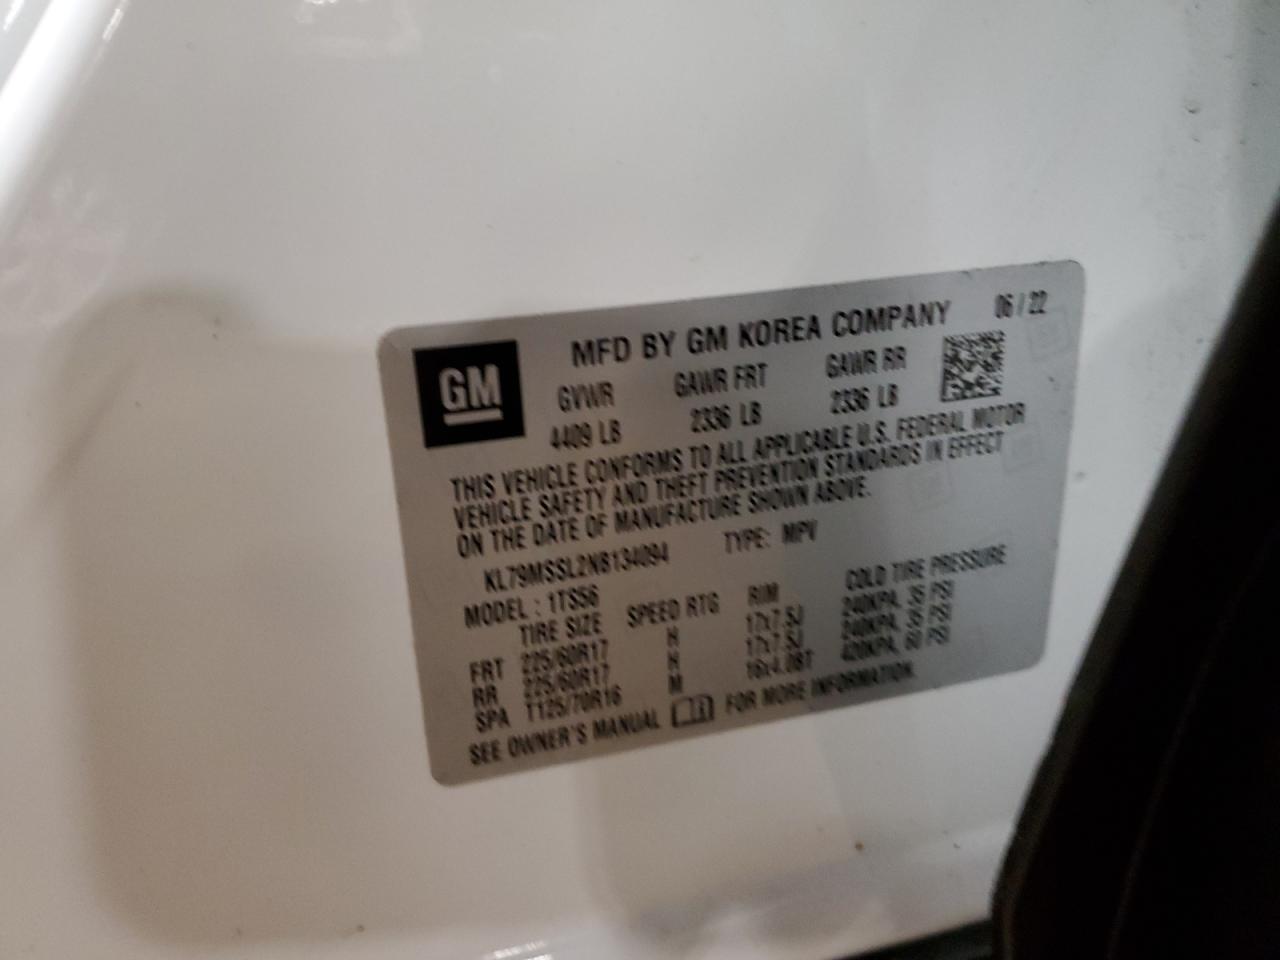 MFD BY GM KOREA COMPANY 06 / 22
GM
GVWR GAWR FRT GAWR RR
4409 LB 2336 LB 2336 LB
THIS VEHICLE CONFORMS TO ALL APPLICABLE U.S. FEDERAL MOTOR
VEHICLE SAFETY AND THEFT PREVENTION STANDARDS IN EFFECT
ON THE DATE OF MANUFACTURE SHOWN ABOVE.
KL79MSSL2NB134094 TYPE: MPV
MODEL : 1TS56
TIRE SIZE SPEED RTG RIM COLD TIRE PRESSURE
FRT 225/60R17 H 17x7.5J 240KPA, 35 PSI
RR 225/60R17 H 17x7.5J 240KPA, 35 PSI
SPA T125/70R16 M 16x4.0BT 420KPA, 60 PSI
SEE OWNER'S MANUAL FOR MORE INFORMATION.